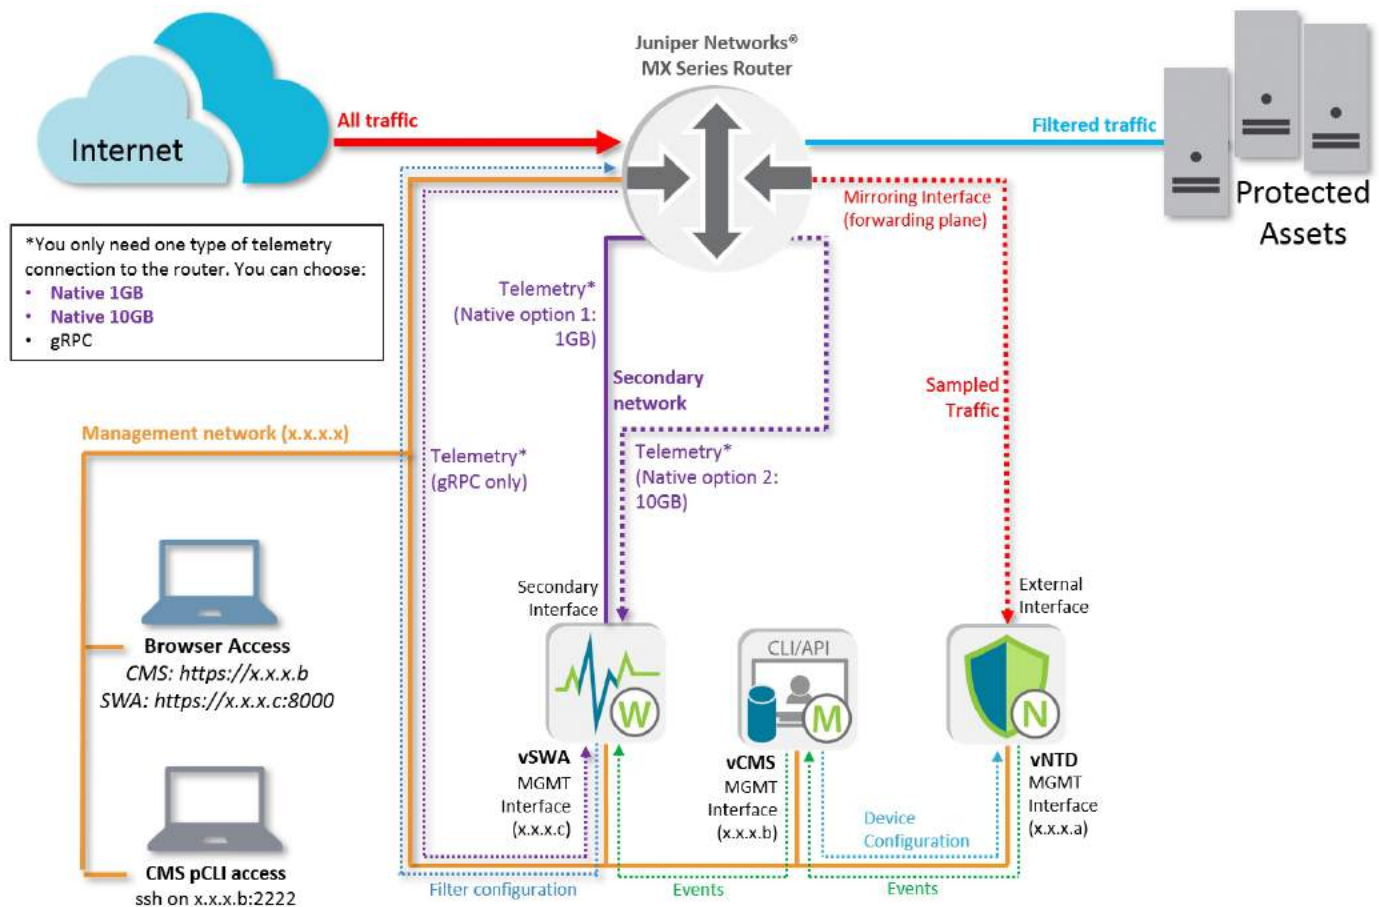 Juniper Networks®
MX Series Router
All traffic
Filtered traffic
Internet
Mirroring Interface
(forwarding plane)
Protected
Assets
*You only need one type of telemetry
connection to the router. You can choose:
• Native 1GB
• Native 10GB
• gRPC
Telemetry*
(Native option 1:
1GB)
Secondary
network
Sampled
Traffic
Management network (x.x.x.x)
Telemetry*
(gRPC only)
Telemetry*
(Native option 2:
10GB)
Secondary
Interface
External
Interface
Browser Access
CMS: https://x.x.x.b
SWA: https://x.x.x.c:8000
W
CLI/API
M
N
vSWA
MGMT
Interface
(x.x.x.c)
vCMS
MGMT
Interface
(x.x.x.b)
vNTD
MGMT
Interface
(x.x.x.a)
Device
Configuration
CMS pCLI access
ssh on x.x.x.b:2222
Filter configuration
Events
Events